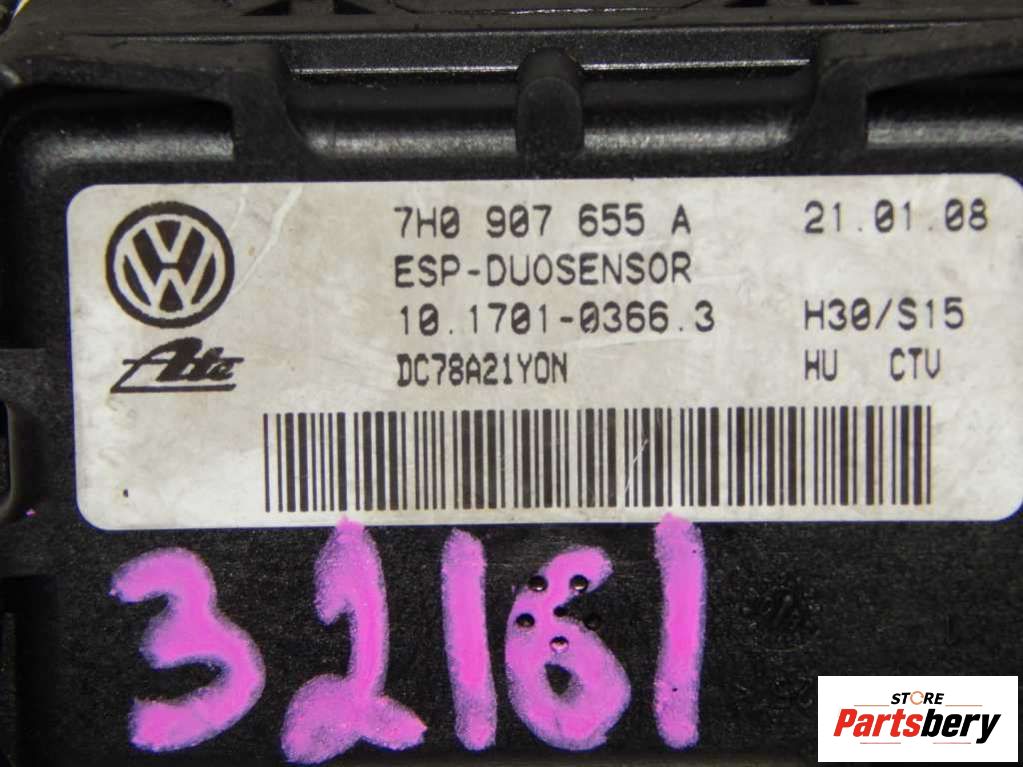 7H0 907 655 A 21.01.08
ESP-DUOSENSOR
10.1701-0366.3 H30/S15
Ate DC78A21YON HU CTV
32161
STORE
Partsbery